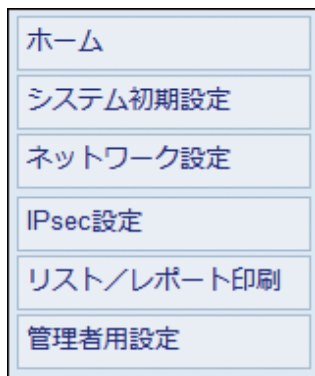 ホーム
システム初期設定
ネットワーク設定
IPsec設定
リスト／レポート印刷
管理者用設定